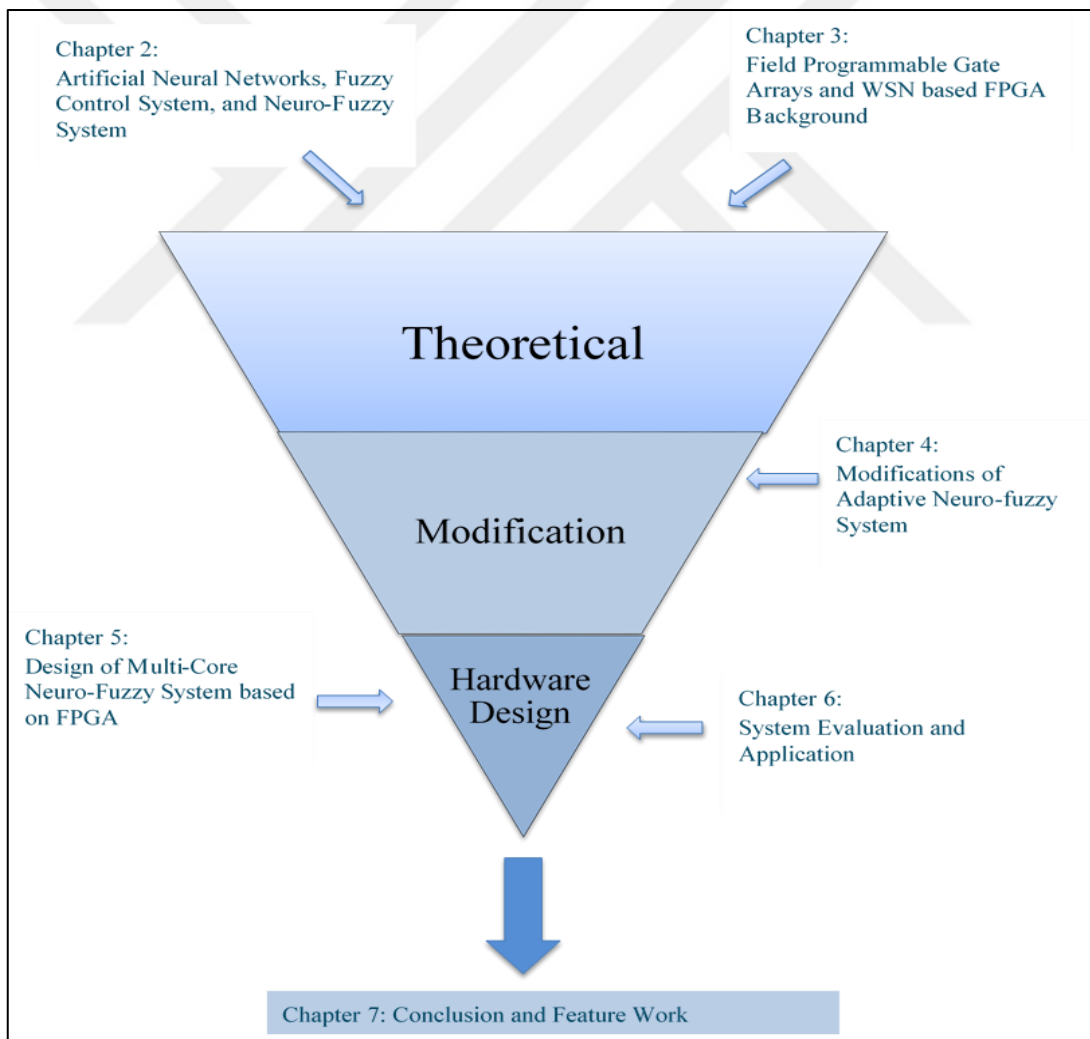 Chapter 2:
Artificial Neural Networks, Fuzzy
Control System, and Neuro-Fuzzy
System
Chapter 3:
Field Programmable Gate
Arrays and WSN based FPGA
Background
Theoretical
Chapter 4:
Modifications of
Adaptive Neuro-fuzzy
System
Modification
Chapter 5:
Design of Multi-Core
Neuro-Fuzzy System based
on FPGA
Hardware
Design
Chapter 6:
System Evaluation and
Application
Chapter 7: Conclusion and Feature Work